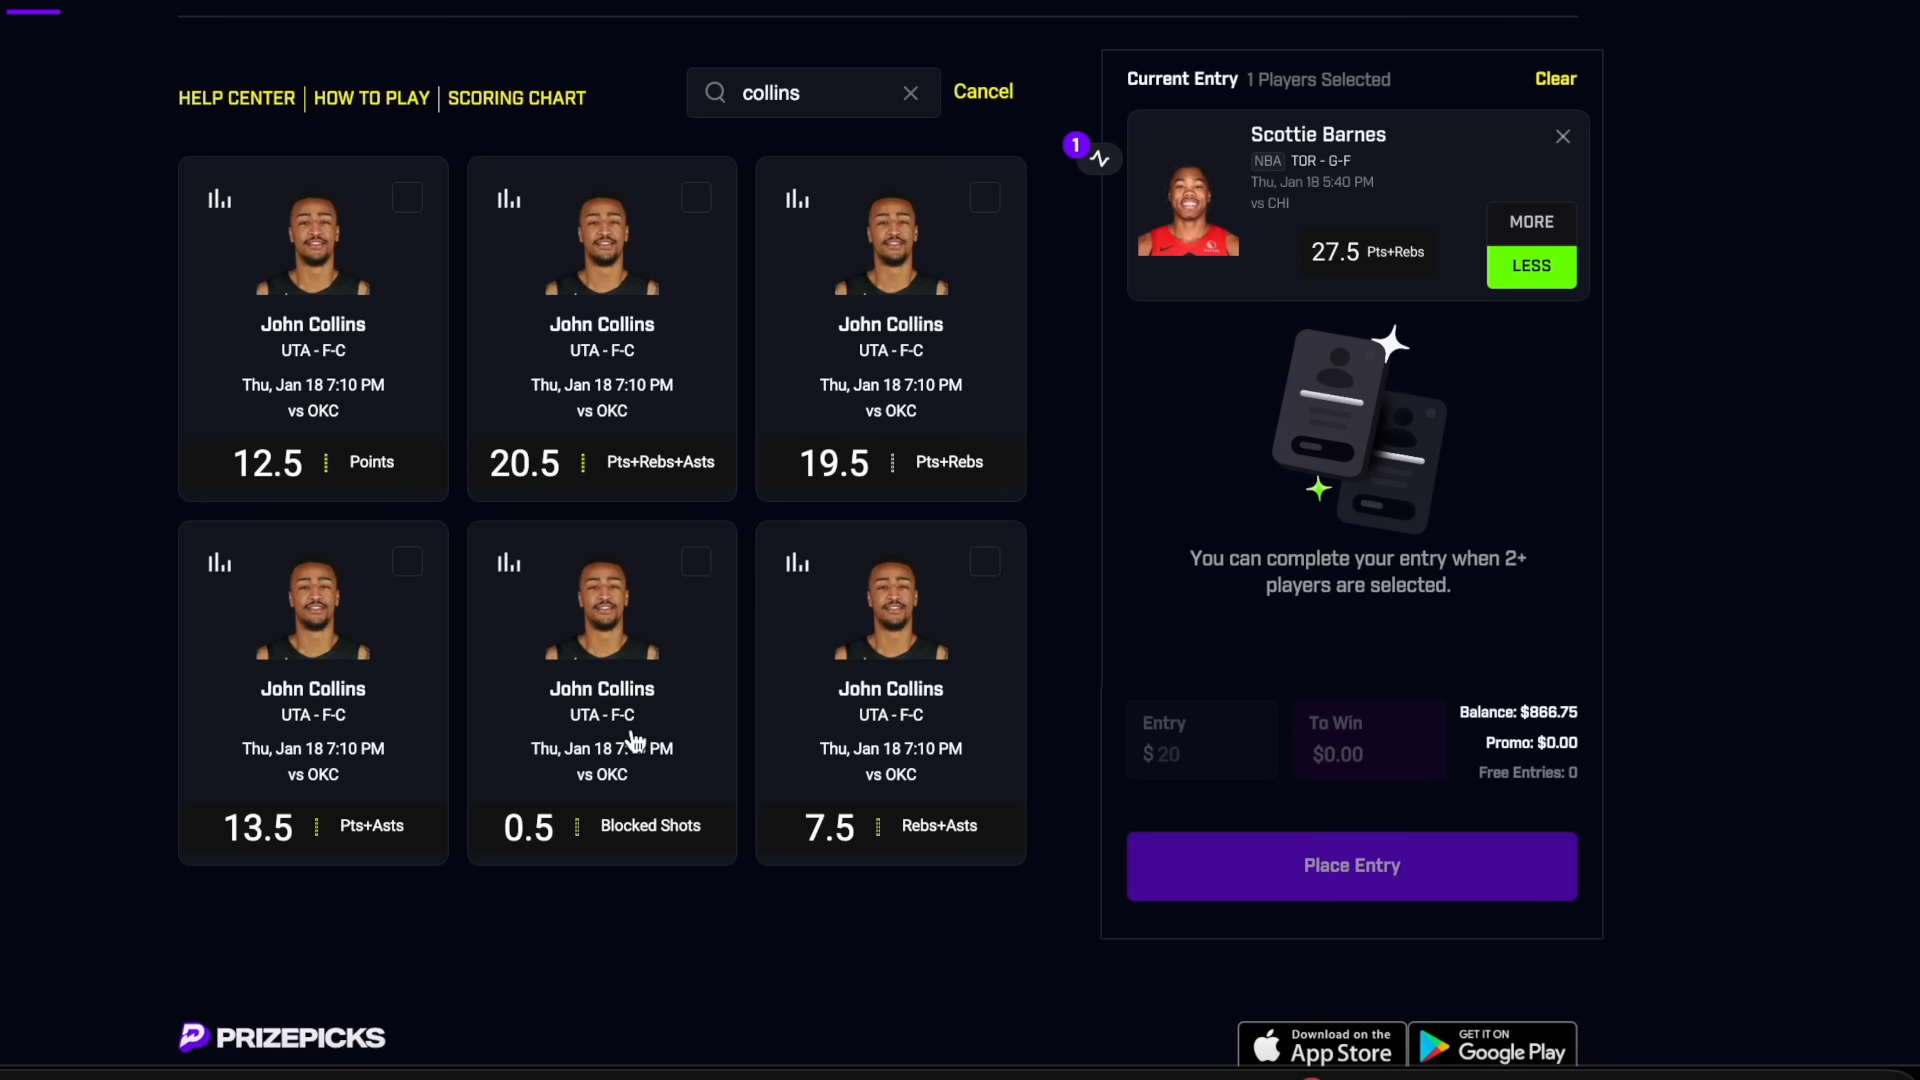 HELP CENTER
HOW TO PLAY
SCORING CHART
collins
Cancel
John Collins
UTA - F-C
Thu, Jan 18 7:10 PM
vs OKC
12.5
Points
John Collins
UTA - F-C
Thu, Jan 18 7:10 PM
vs OKC
20.5
Pts+Rebs+Asts
John Collins
UTA - F-C
Thu, Jan 18 7:10 PM
vs OKC
19.5
Pts+Rebs
John Collins
UTA - F-C
Thu, Jan 18 7:10 PM
vs OKC
13.5
Pts+Asts
John Collins
UTA - F-C
Thu, Jan 18 PM
vs OKC
0.5
Blocked Shots
John Collins
UTA - F-C
Thu, Jan 18 7:10 PM
vs OKC
7.5
Rebs+Asts
Current Entry 1 Players Selected
Clear
1
Scottie Barnes
NBA TOR - G-F
Thu, Jan 18 5:40 PM
vs CHI
27.5 Pts+Rebs
MORE
LESS
You can complete your entry when 2+
players are selected.
Entry
$ 20
To Win
$0.00
Balance: $866.75
Promo: $0.00
Free Entries: 0
Place Entry
PRIZEPICKS
Download on the
App Store
GET IT ON
Google Play